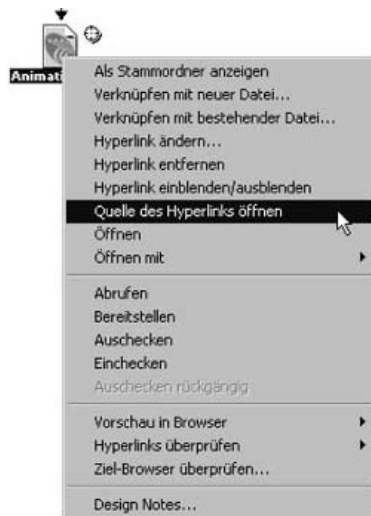 Als Stammordner anzeigen
Verknüpfen mit neuer Datei...
Verknüpfen mit bestehender Datei...
Hyperlink ändern...
Hyperlink entfernen
Hyperlink einblenden/ausblenden
Quelle des Hyperlinks öffnen
Öffnen
Öffnen mit
Abrufen
Bereitstellen
Auschecken
Einchecken
Auschecken rückgängig
Vorschau in Browser
Hyperlinks überprüfen
Ziel-Browser überprüfen...
Design Notes...